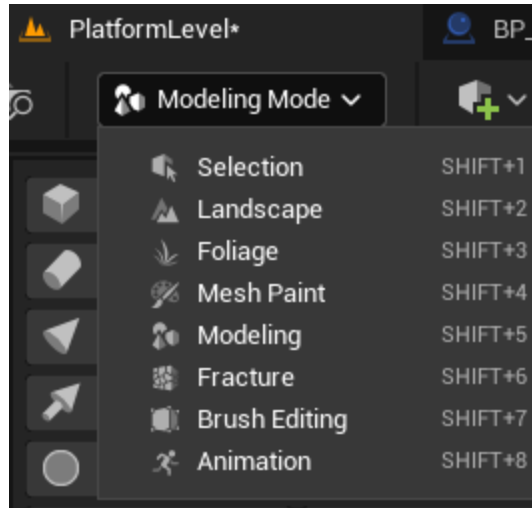 PlatformLevel*
BP_
Modeling Mode
Selection SHIFT+1
Landscape SHIFT+2
Foliage SHIFT+3
Mesh Paint SHIFT+4
Modeling SHIFT+5
Fracture SHIFT+6
Brush Editing SHIFT+7
Animation SHIFT+8